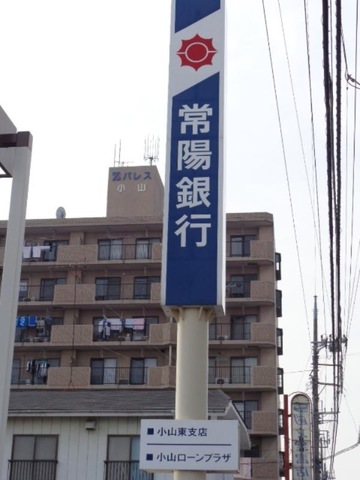 常陽銀行
パレス
小山
■小山東支店
■小山ローンプラザ